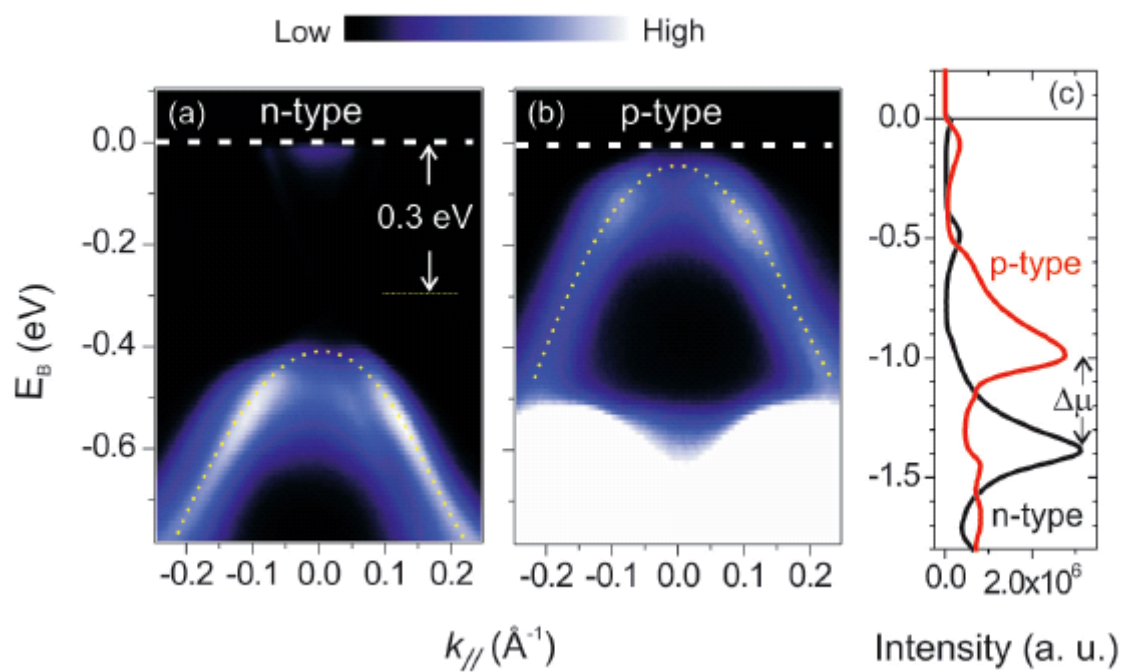 Low High
(a) n-type
(b) p-type
(c)
0.0
-0.2
-0.4
-0.6
E_B (eV)
0.3 eV
0.0
-0.5
-1.0
-1.5
p-type
Δμ
n-type
-0.2 -0.1 0.0 0.1 0.2
-0.2 -0.1 0.0 0.1 0.2
0.0 2.0x10⁶
k_// (Å⁻¹)
Intensity (a. u.)